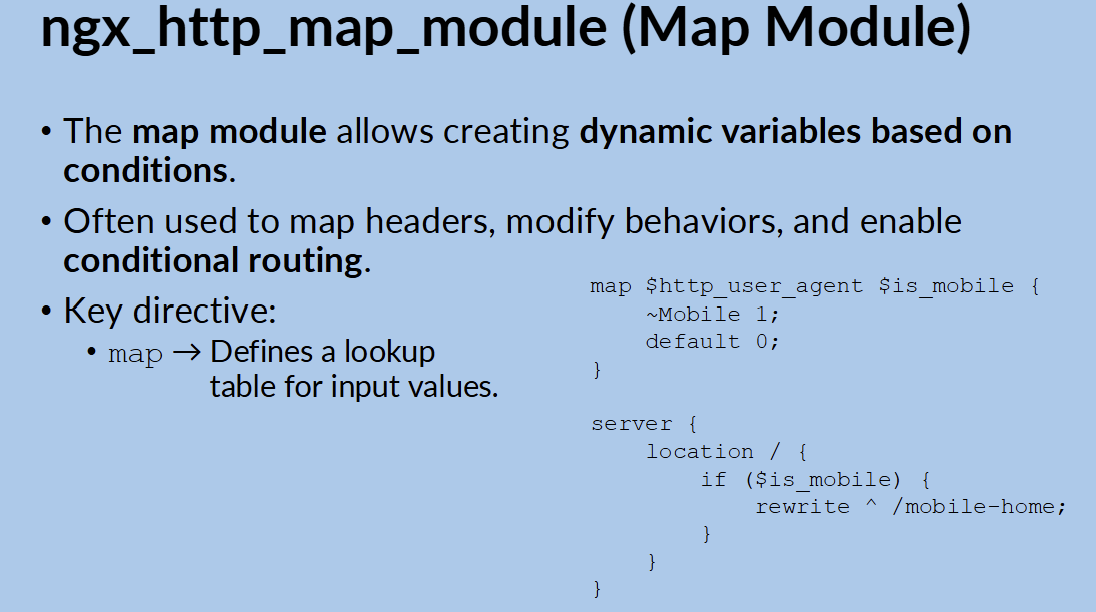 ngx_http_map_module (Map Module)
• The map module allows creating dynamic variables based on
conditions.
• Often used to map headers, modify behaviors, and enable
conditional routing.
• Key directive:
• map → Defines a lookup
table for input values.
map $http_user_agent $is_mobile {
    ~Mobile 1;
    default 0;
}
server {
    location / {
        if ($is_mobile) {
            rewrite ^ /mobile-home;
        }
    }
}